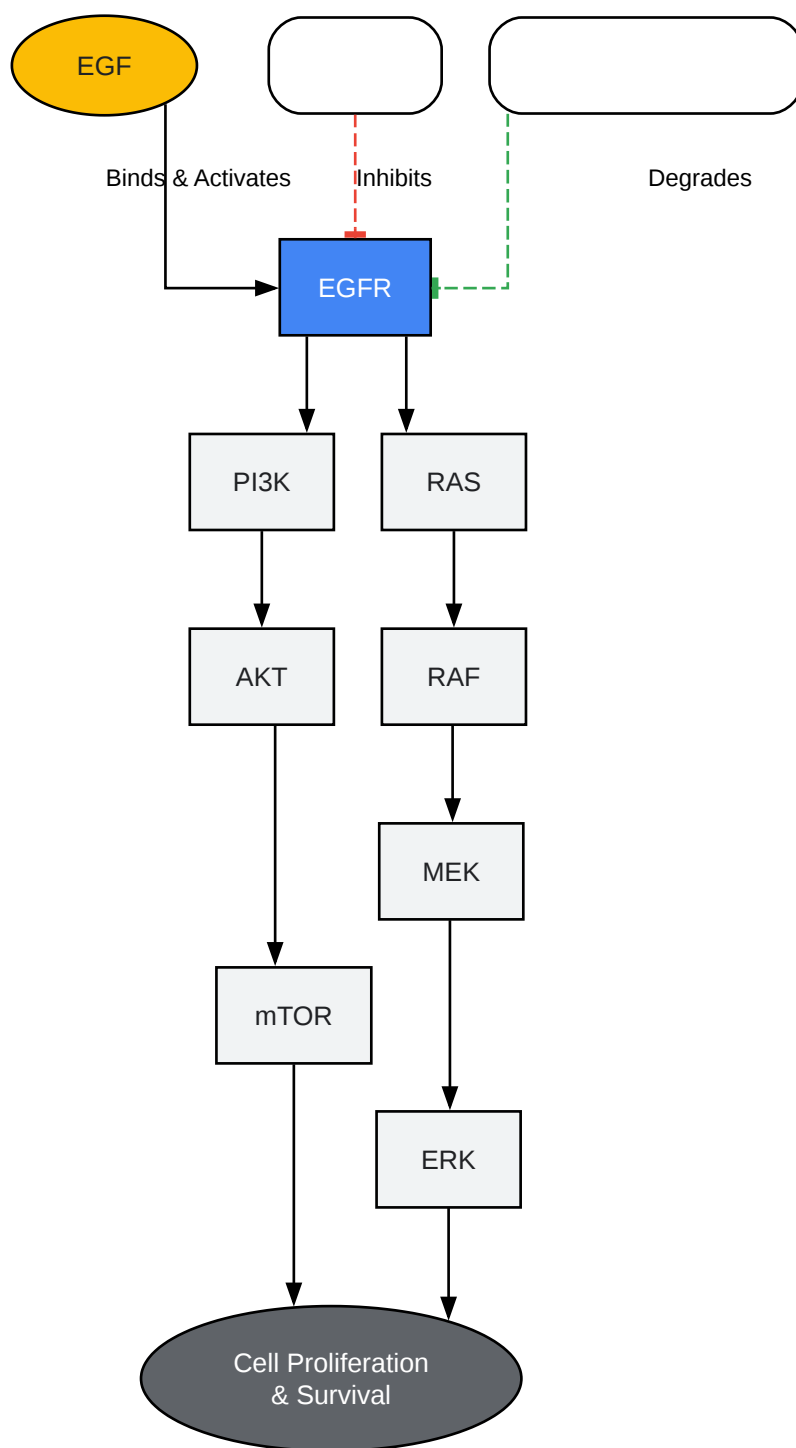 EGF
Binds & Activates
Inhibits
Degrades
EGFR
PI3K
RAS
AKT
RAF
MEK
mTOR
ERK
Cell Proliferation
& Survival